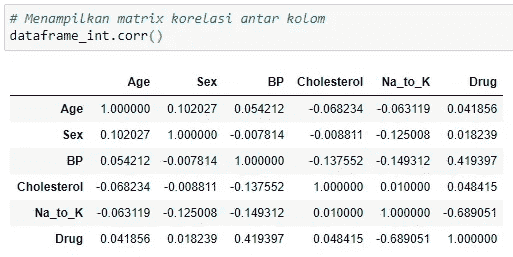 # Menampilkan matrix korelasi antar kolom
dataframe_int.corr()
Age Sex BP Cholesterol Na_to_K Drug
Age 1.000000 0.102027 0.054212 -0.068234 -0.063119 0.041856
Sex 0.102027 1.000000 -0.007814 -0.008811 -0.125008 0.018239
BP 0.054212 -0.007814 1.000000 -0.137552 -0.149312 0.419397
Cholesterol -0.068234 -0.008811 -0.137552 1.000000 0.010000 0.048415
Na_to_K -0.063119 -0.125008 -0.149312 0.010000 1.000000 -0.689051
Drug 0.041856 0.018239 0.419397 0.048415 -0.689051 1.000000